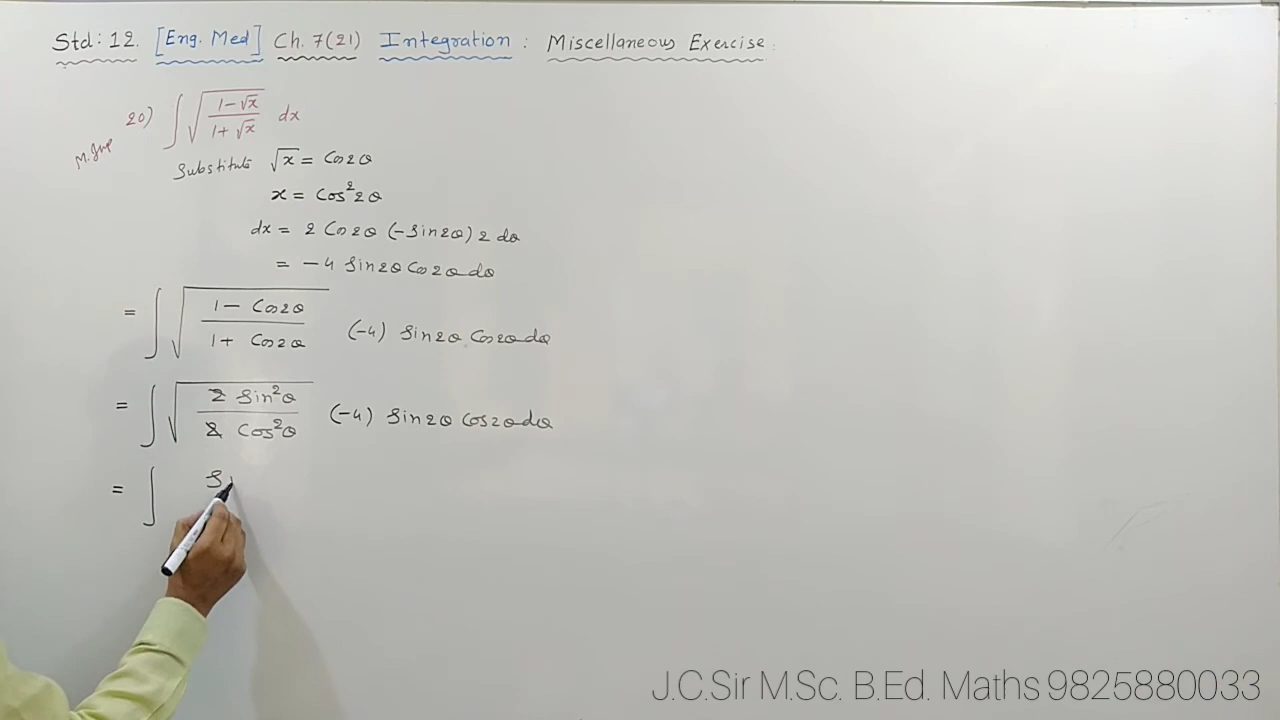 Std: 12. [Eng. Med] Ch. 7(21) Integration : Miscellaneous Exercise.
20) ∫ √((1-√x)/(1+√x)) dx
M. Imp
Substitute √x = Cos2θ
x = Cos²2θ
dx = 2 Cos2θ (-Sin2θ) 2 dθ
= -4 Sin2θ Cos2θ dθ
= ∫ √((1- Cos2θ)/(1+ Cos2θ)) (-4) Sin2θ Cos2θ dθ
= ∫ √((2 Sin²θ)/(2 Cos²θ)) (-4) Sin2θ Cos2θ dθ
= ∫ Si
J.C.Sir M.Sc. B.Ed. Maths 9825880033